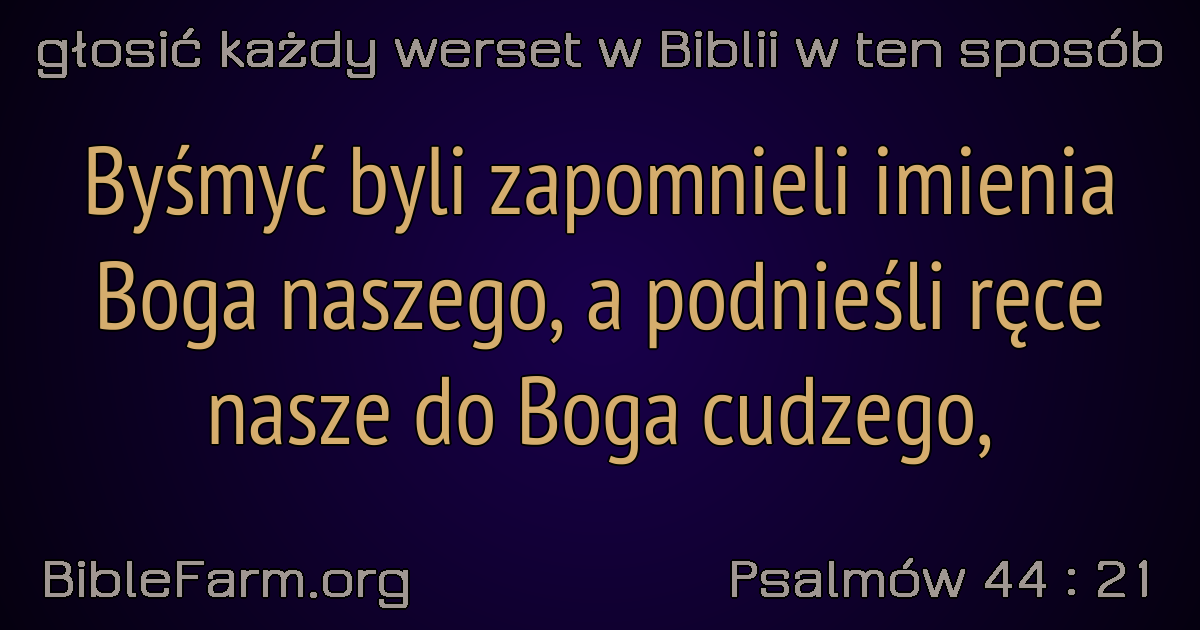 głosić każdy werset w Biblii w ten sposób
Byśmyć byli zapomnieli imienia
Boga naszego, a podnieśli ręce
nasze do Boga cudzego,
BibleFarm.org
Psalmów 44 : 21